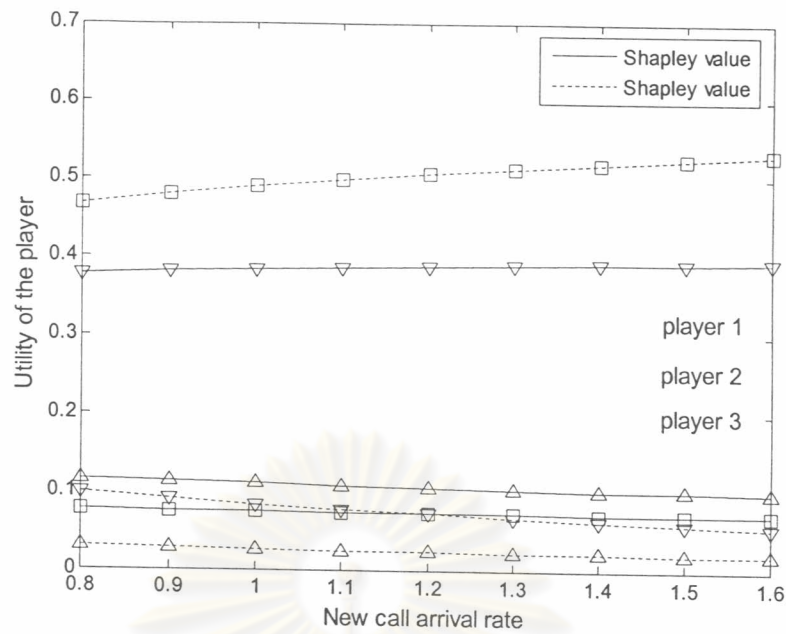 0.7
0.6
0.5
0.4
0.3
0.2
0.1
0
Utility of the player
Shapley value
Shapley value
player 1
player 2
player 3
0.8 0.9 1 1.1 1.2 1.3 1.4 1.5 1.6
New call arrival rate